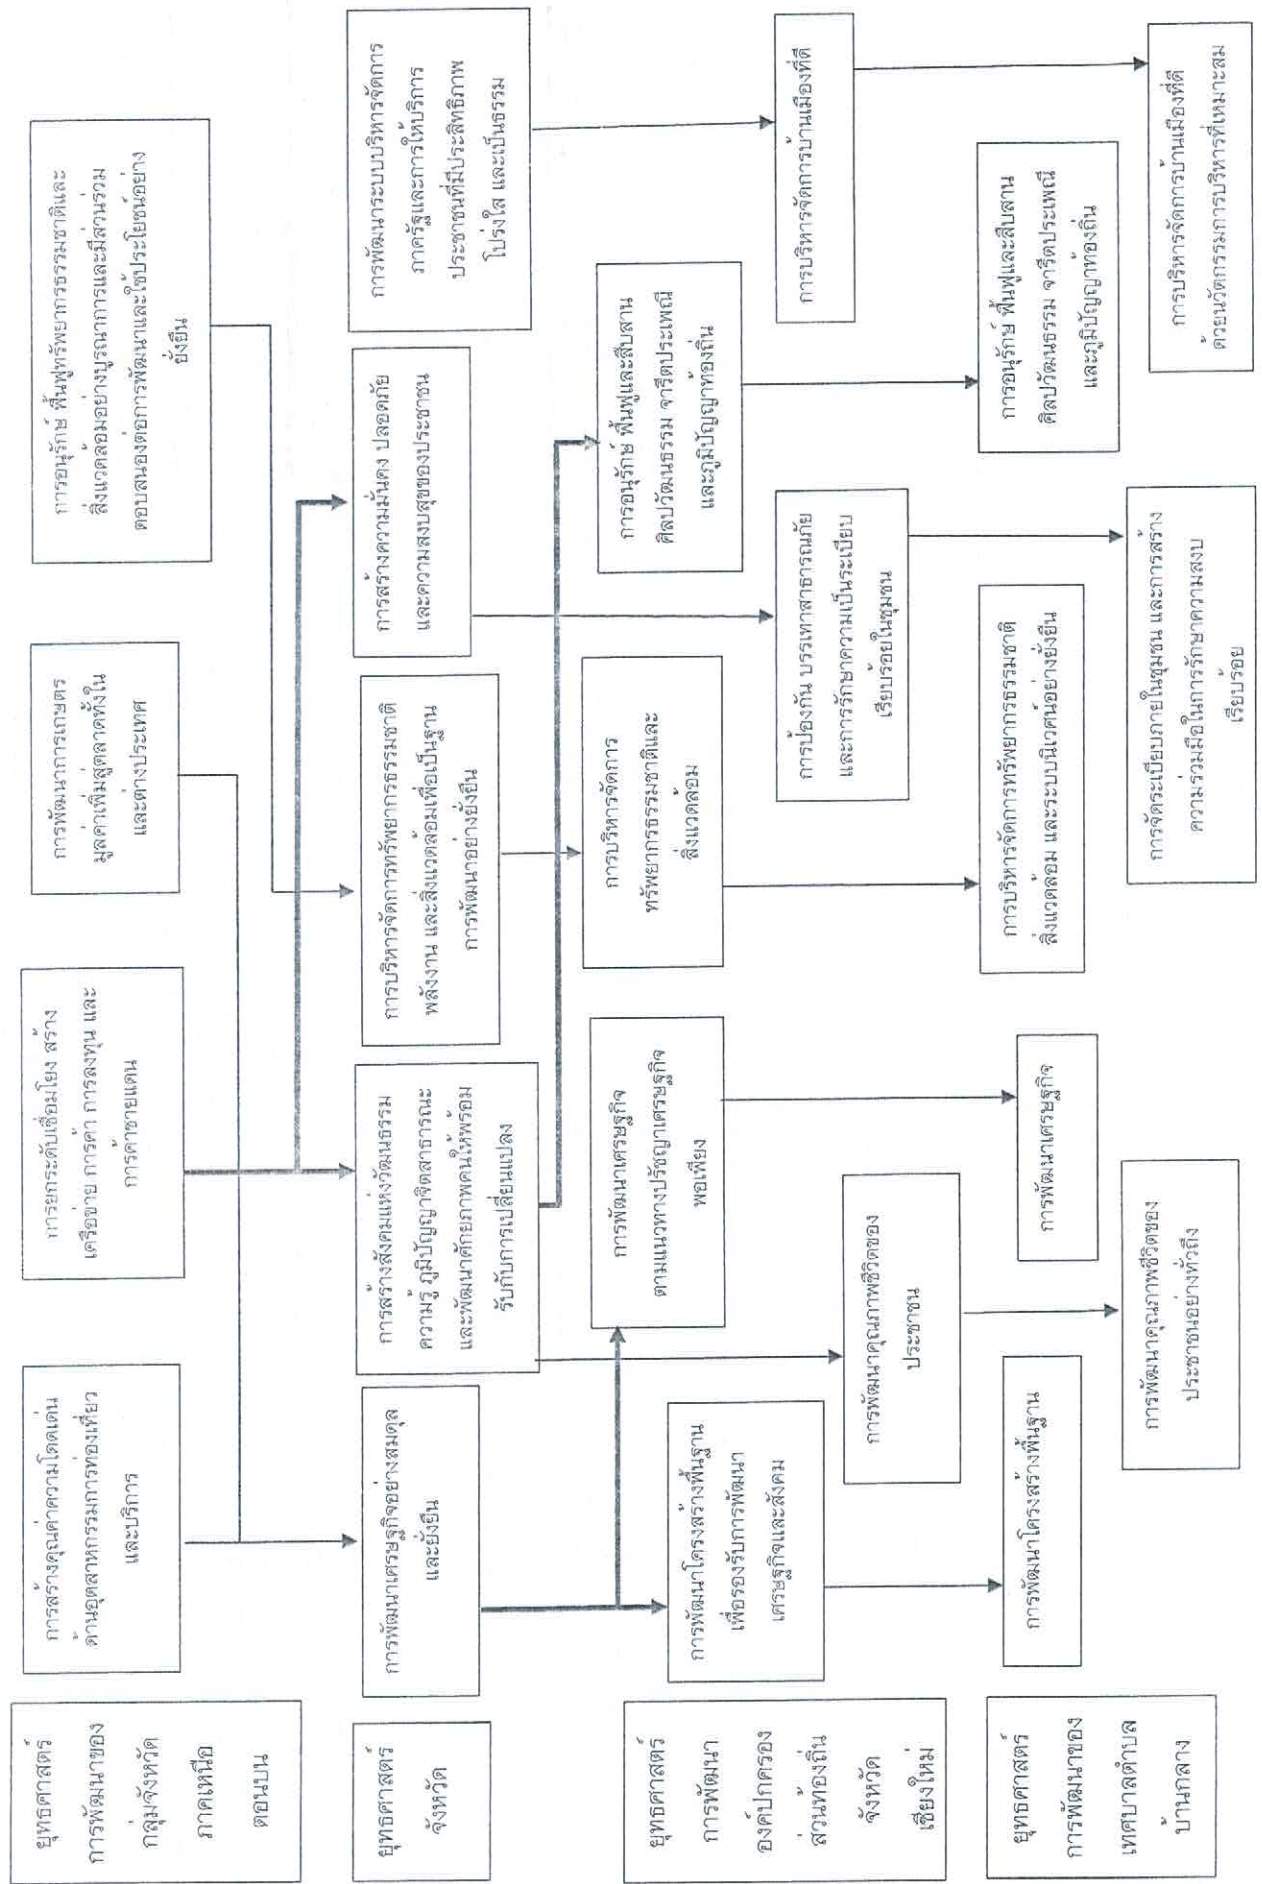 ยุทธศาสตร์
การพัฒนาของ
กลุ่มจังหวัด
ภาคเหนือ
ตอนบน
การสร้างคุณค่าความโดดเด่น
ด้านอุตสาหกรรมการท่องเที่ยว
และบริการ
การยกระดับเชื่อมโยง สร้าง
เครือข่าย การค้า การลงทุน และ
การค้าชายแดน
การพัฒนาการเกษตร
มูลค่าเพิ่มสู่ตลาดทั้งใน
และต่างประเทศ
การอนุรักษ์ ฟื้นฟูทรัพยากรธรรมชาติและ
สิ่งแวดล้อมอย่างบูรณาการและมีส่วนร่วม
ตอบสนองต่อการพัฒนาและใช้ประโยชน์อย่าง
ยั่งยืน
ยุทธศาสตร์
จังหวัด
การพัฒนาเศรษฐกิจอย่างสมดุล
และยั่งยืน
การสร้างสังคมแห่งวัฒนธรรม
ความรู้ ภูมิปัญญาจิตสาธารณะ
และพัฒนาศักยภาพคนให้พร้อม
รับกับการเปลี่ยนแปลง
การบริหารจัดการทรัพยากรธรรมชาติ
พลังงาน และสิ่งแวดล้อมเพื่อเป็นฐาน
การพัฒนาอย่างยั่งยืน
การสร้างความมั่นคง ปลอดภัย
และความสงบสุขของประชาชน
การพัฒนาระบบบริหารจัดการ
ภาครัฐและการให้บริการ
ประชาชนที่มีประสิทธิภาพ
โปร่งใส และเป็นธรรม
ยุทธศาสตร์
การพัฒนา
องค์ปกครอง
ส่วนท้องถิ่น
จังหวัด
เชียงใหม่
การพัฒนาโครงสร้างพื้นฐาน
เพื่อรองรับการพัฒนา
เศรษฐกิจและสังคม
การพัฒนาคุณภาพชีวิตของ
ประชาชน
การพัฒนาเศรษฐกิจ
ตามแนวทางปรัชญาเศรษฐกิจ
พอเพียง
การบริหารจัดการ
ทรัพยากรธรรมชาติและ
สิ่งแวดล้อม
การป้องกัน บรรเทาสาธารณภัย
และการรักษาความเป็นระเบียบ
เรียบร้อยในชุมชน
การอนุรักษ์ ฟื้นฟูและสืบสาน
ศิลปวัฒนธรรม จารีตประเพณี
และภูมิปัญญาท้องถิ่น
การบริหารจัดการบ้านเมืองที่ดี
ยุทธศาสตร์
การพัฒนาของ
เทศบาลตำบล
บ้านกลาง
การพัฒนาโครงสร้างพื้นฐาน
การพัฒนาคุณภาพชีวิตของ
ประชาชนอย่างทั่วถึง
การพัฒนาเศรษฐกิจ
การบริหารจัดการทรัพยากรธรรมชาติ
สิ่งแวดล้อม และระบบนิเวศน์อย่างยั่งยืน
การจัดระเบียบภายในชุมชน และการสร้าง
ความร่วมมือในการรักษาความสงบ
เรียบร้อย
การอนุรักษ์ ฟื้นฟูและสืบสาน
ศิลปวัฒนธรรม จารีตประเพณี
และภูมิปัญญาท้องถิ่น
การบริหารจัดการบ้านเมืองที่ดี
ด้วยนวัตกรรมการบริหารที่เหมาะสม